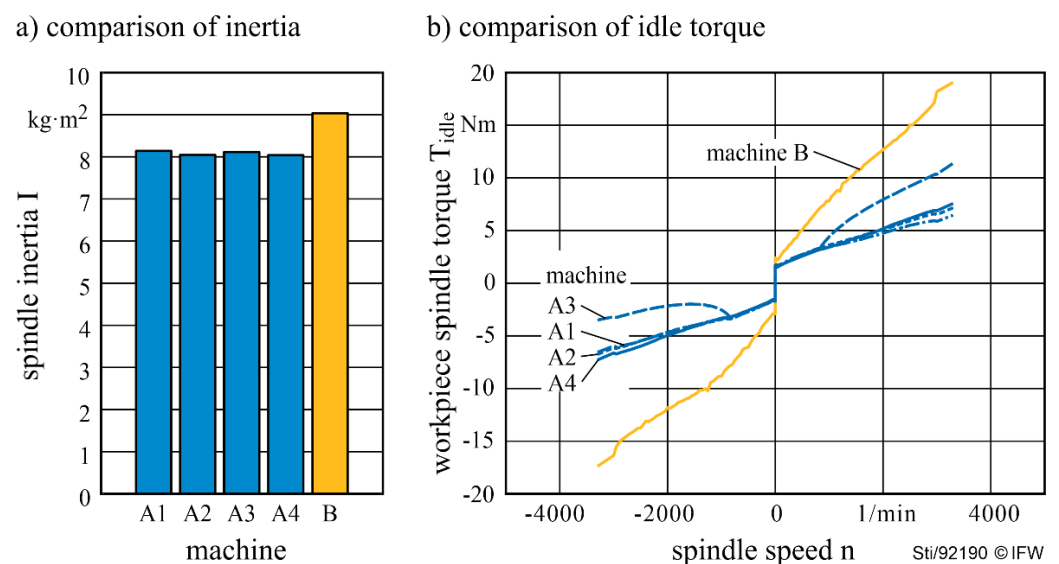 a) comparison of inertia
10
kg·m²
8
7
6
5
4
3
2
1
0
spindle inertia I
A1 A2 A3 A4 B
machine
b) comparison of idle torque
20
Nm
10
5
0
-5
-10
-15
-20
workpiece spindle torque T_idle
machine B
machine
A3
A1
A2
A4
-4000 -2000 0 1/min 4000
spindle speed n
Sti/92190 © IFW